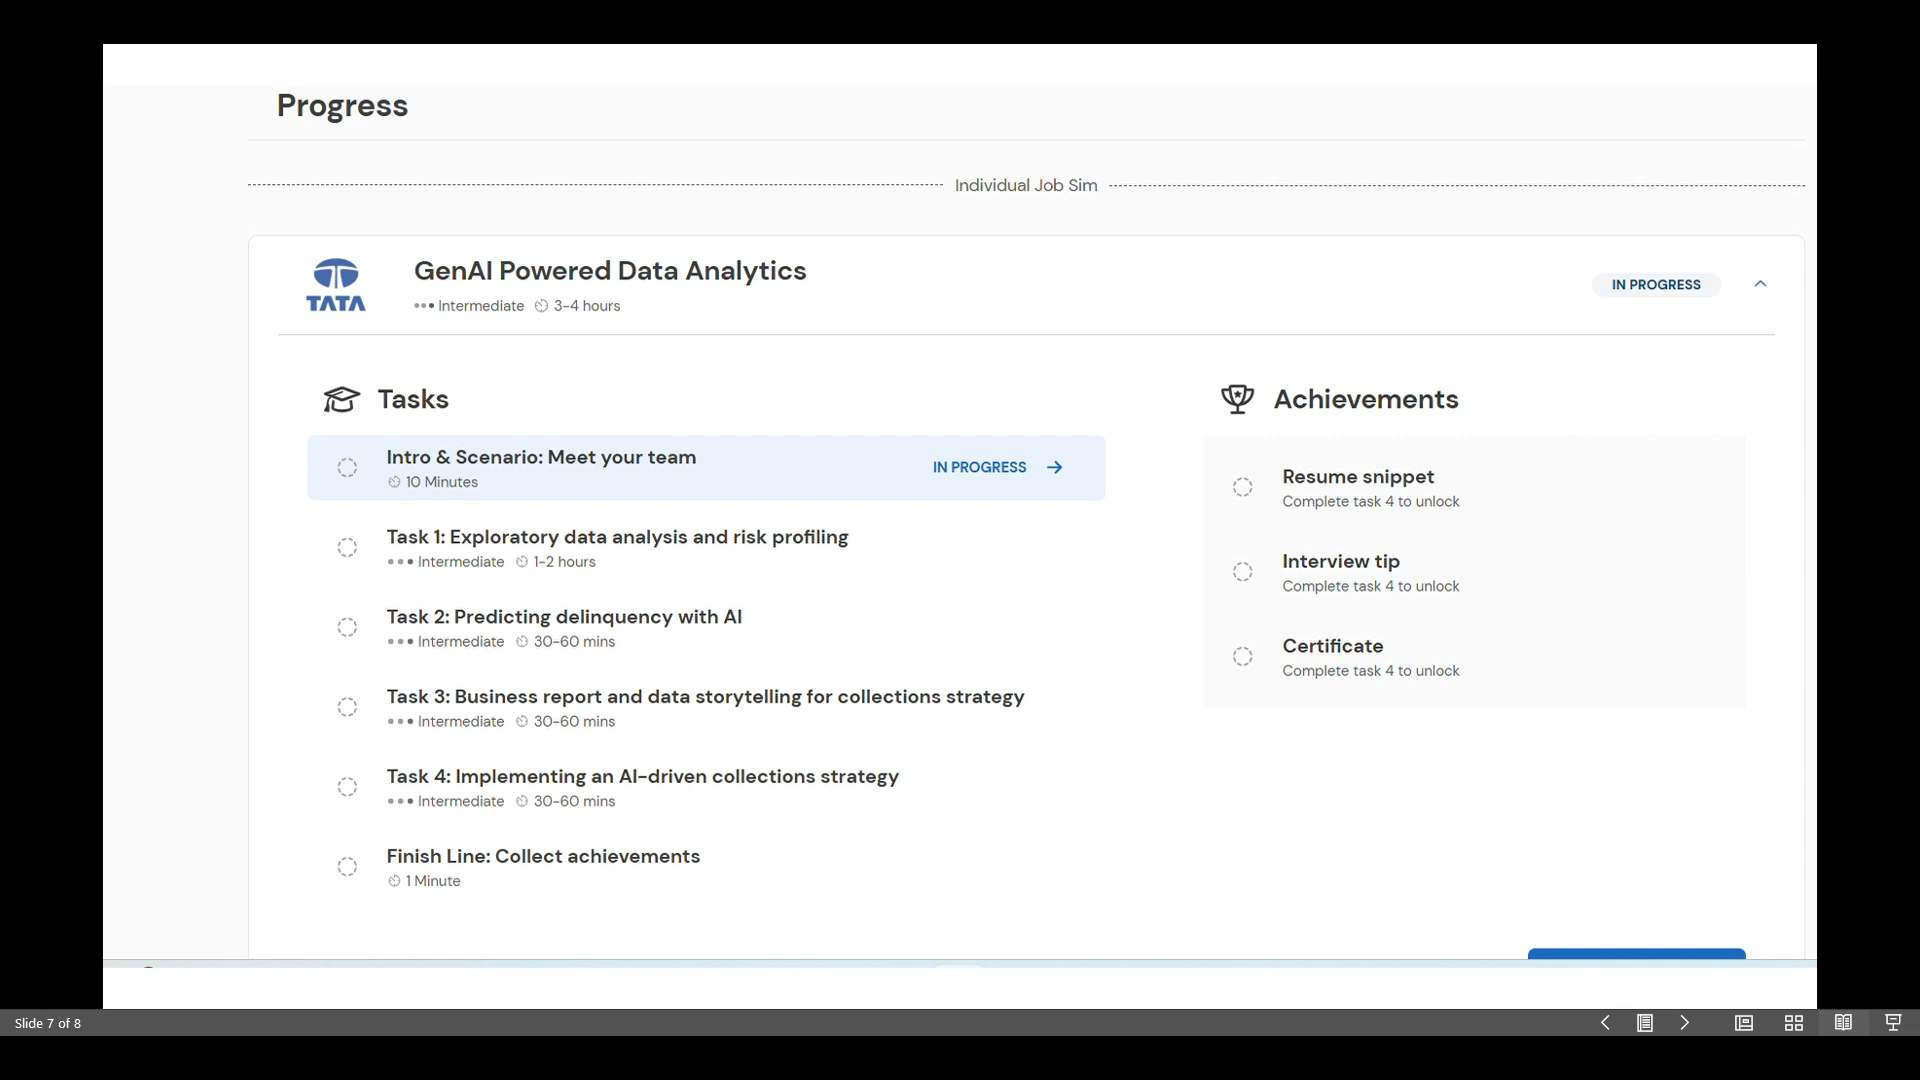 Progress
Individual Job Sim
TATA
GenAI Powered Data Analytics
Intermediate 3-4 hours
IN PROGRESS
Tasks
Intro & Scenario: Meet your team
10 Minutes
IN PROGRESS
Task 1: Exploratory data analysis and risk profiling
Intermediate 1-2 hours
Task 2: Predicting delinquency with AI
Intermediate 30-60 mins
Task 3: Business report and data storytelling for collections strategy
Intermediate 30-60 mins
Task 4: Implementing an AI-driven collections strategy
Intermediate 30-60 mins
Finish Line: Collect achievements
1 Minute
Achievements
Resume snippet
Complete task 4 to unlock
Interview tip
Complete task 4 to unlock
Certificate
Complete task 4 to unlock
Slide 7 of 8